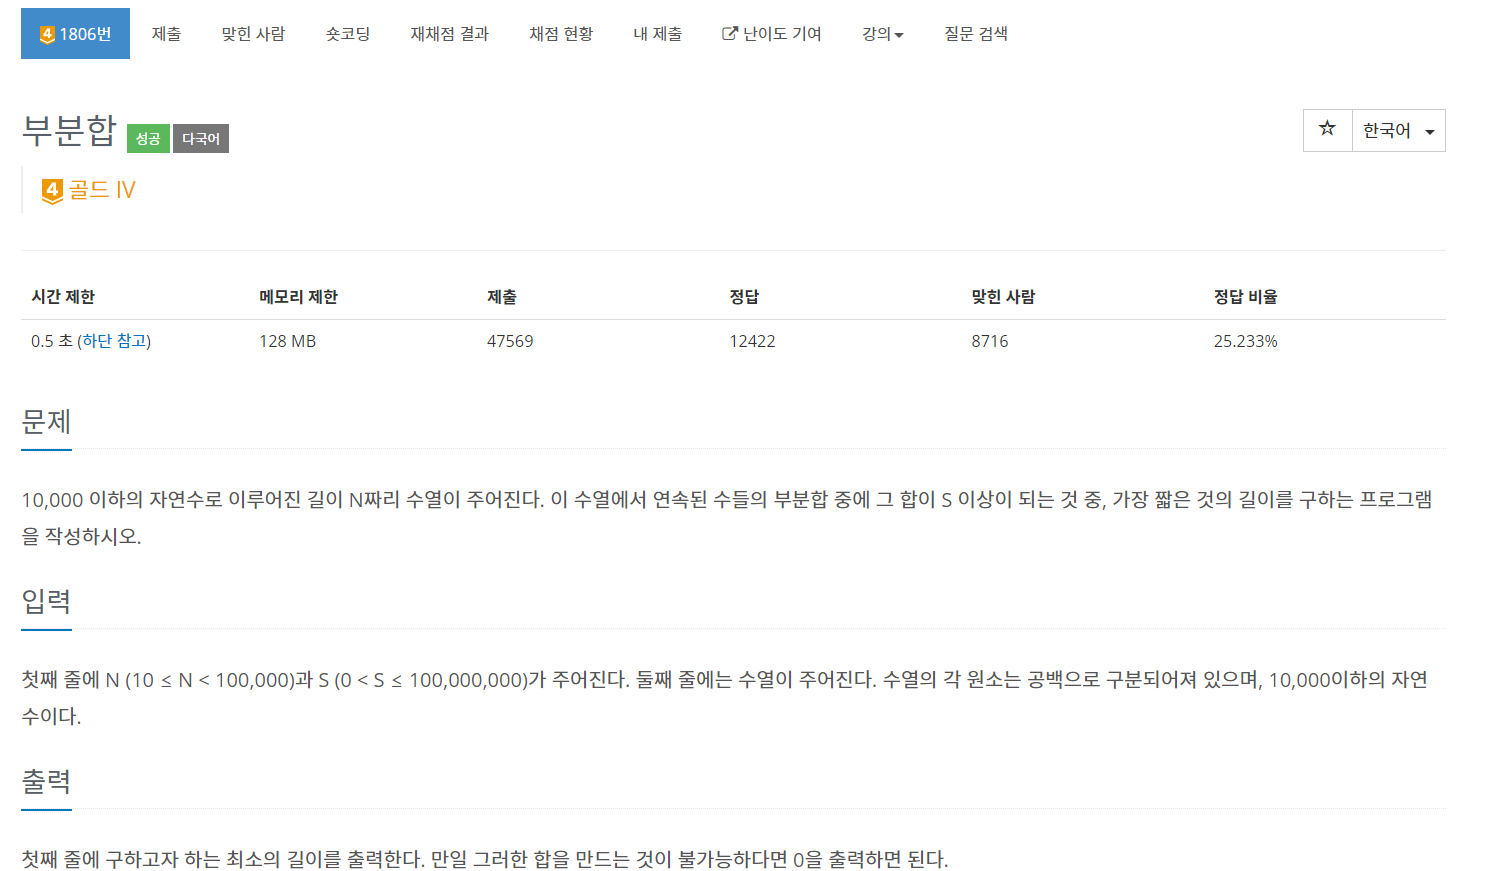 4 1806번 제출 맞힌 사람 숏코딩 재채점 결과 채점 현황 내 제출 난이도 기여 강의 질문 검색
부분합 성공 다국어 한국어
4 골드 IV
시간 제한 메모리 제한 제출 정답 맞힌 사람 정답 비율
0.5 초 (하단 참고) 128 MB 47569 12422 8716 25.233%
문제
10,000 이하의 자연수로 이루어진 길이 N짜리 수열이 주어진다. 이 수열에서 연속된 수들의 부분합 중에 그 합이 S 이상이 되는 것 중, 가장 짧은 것의 길이를 구하는 프로그램
을 작성하시오.
입력
첫째 줄에 N (10 ≤ N < 100,000)과 S (0 < S ≤ 100,000,000)가 주어진다. 둘째 줄에는 수열이 주어진다. 수열의 각 원소는 공백으로 구분되어져 있으며, 10,000이하의 자연
수이다.
출력
첫째 줄에 구하고자 하는 최소의 길이를 출력한다. 만일 그러한 합을 만드는 것이 불가능하다면 0을 출력하면 된다.